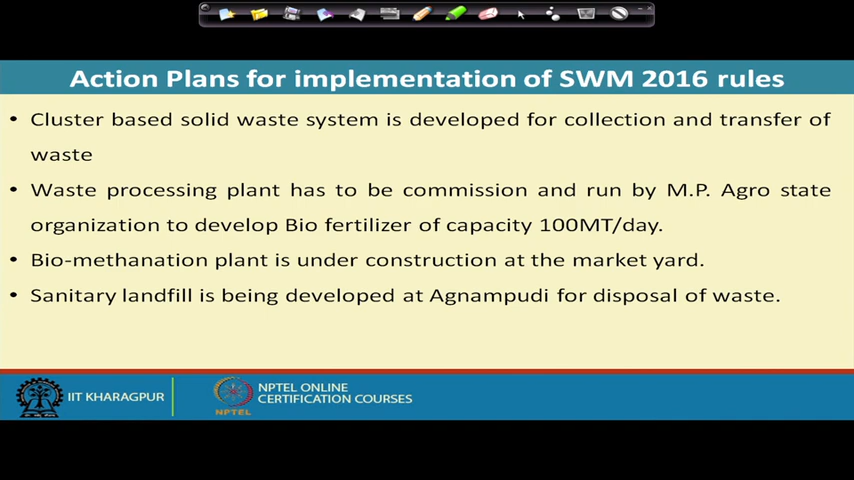 Action Plans for implementation of SWM 2016 rules
• Cluster based solid waste system is developed for collection and transfer of
waste
• Waste processing plant has to be commission and run by M.P. Agro state
organization to develop Bio fertilizer of capacity 100MT/day.
• Bio-methanation plant is under construction at the market yard.
• Sanitary landfill is being developed at Agnampudi for disposal of waste.
IIT KHARAGPUR
NPTEL
NPTEL ONLINE
CERTIFICATION COURSES